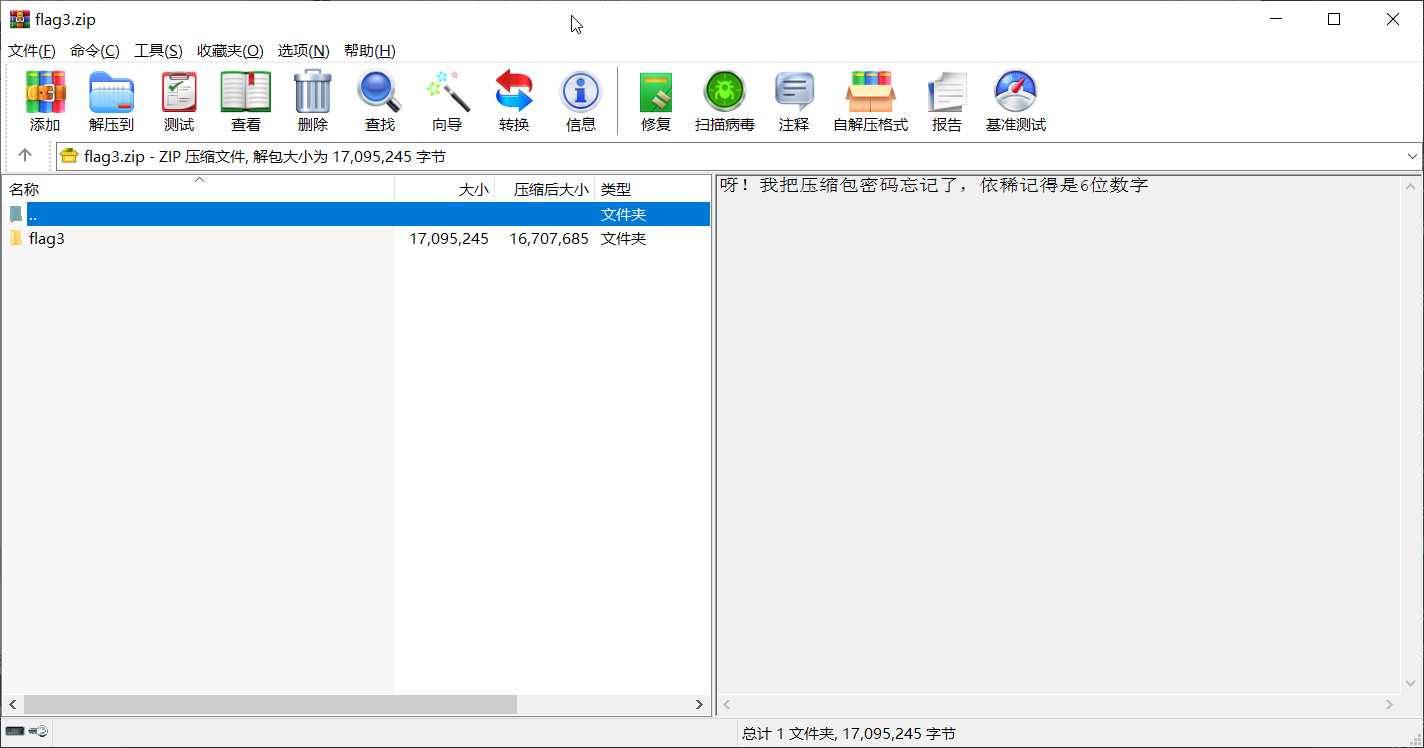 flag3.zip
文件(F) 命令(C) 工具(S) 收藏夹(O) 选项(N) 帮助(H)
添加 解压到 测试 查看 删除 查找 向导 转换 信息 修复 扫描病毒 注释 自解压格式 报告 基准测试
flag3.zip - ZIP 压缩文件, 解包大小为 17,095,245 字节
名称 大小 压缩后大小 类型
.. 文件夹
flag3 17,095,245 16,707,685 文件夹
呀！我把压缩包密码忘记了，依稀记得是6位数字
总计 1 文件夹, 17,095,245 字节